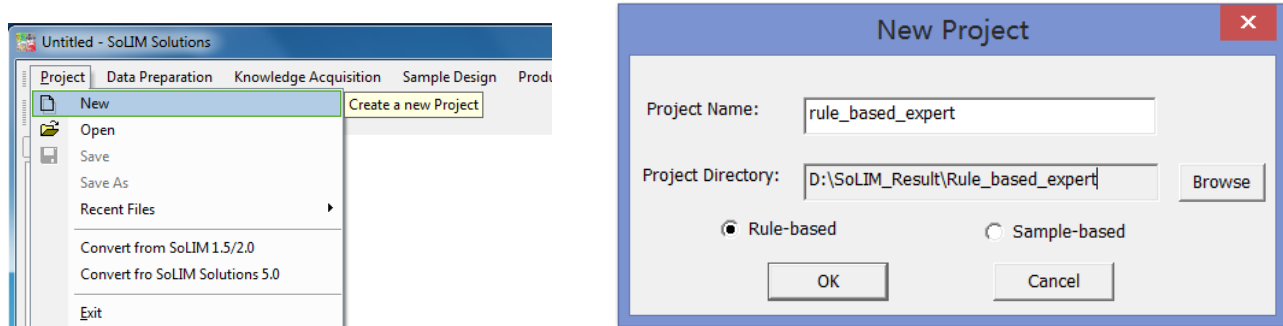 Untitled - SoLIM Solutions
Project Data Preparation Knowledge Acquisition Sample Design
New
Create a new Project
Open
Save
Save As
Recent Files
Convert from SoLIM 1.5/2.0
Convert fro SoLIM Solutions 5.0
Exit
New Project
Project Name: rule_based_expert
Project Directory: D:\SoLIM_Result\Rule_based_expert Browse
Rule-based Sample-based
OK Cancel